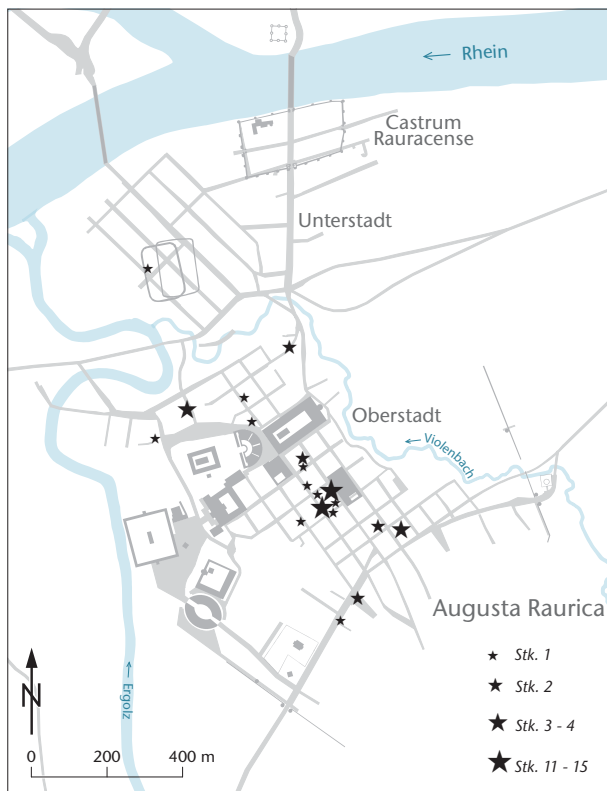 ← Rhein
Castrum
Rauracense
Unterstadt
Oberstadt
← Violenbach
Augusta Raurica
Stk. 1
Stk. 2
Stk. 3 - 4
Stk. 11 - 15
← Ergolz
N
0 200 400 m